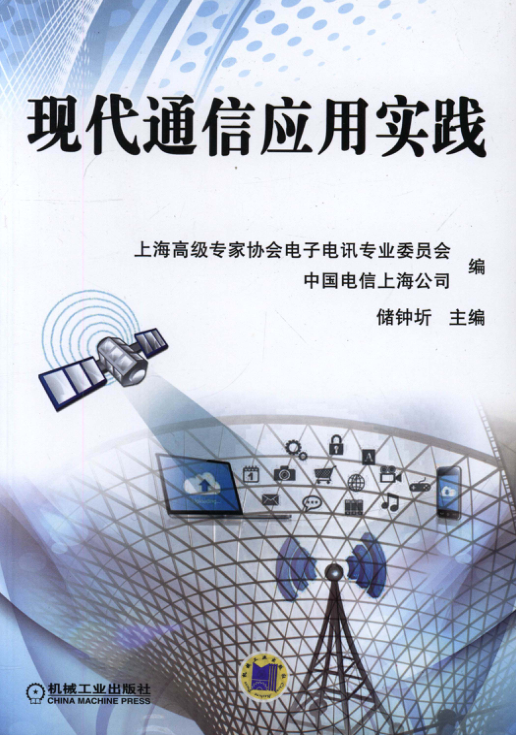 现代通信应用实践
上海高级专家协会电子电讯专业委员会
中国电信上海公司
编
储钟圻 主编
机械工业出版社
CHINA MACHINE PRESS